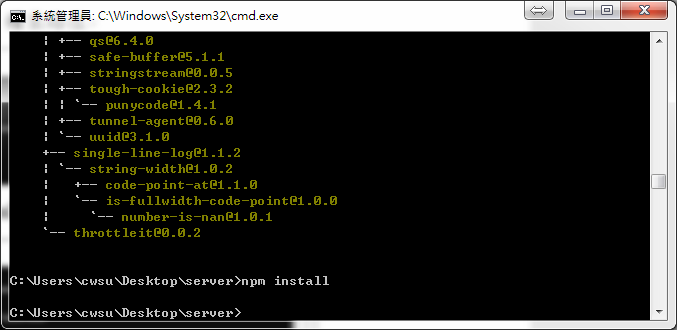 系統管理員: C:\Windows\System32\cmd.exe
¦ +-- qs@6.4.0
¦ +-- safe-buffer@5.1.1
¦ +-- stringstream@0.0.5
¦ +-- tough-cookie@2.3.2
¦ ¦ `-- punycode@1.4.1
¦ +-- tunnel-agent@0.6.0
¦ `-- uuid@3.1.0
+-- single-line-log@1.1.2
¦ `-- string-width@1.0.2
¦   +-- code-point-at@1.1.0
¦   `-- is-fullwidth-code-point@1.0.0
¦     `-- number-is-nan@1.0.1
`-- throttleit@0.0.2
C:\Users\cwsu\Desktop\server>npm install
C:\Users\cwsu\Desktop\server>